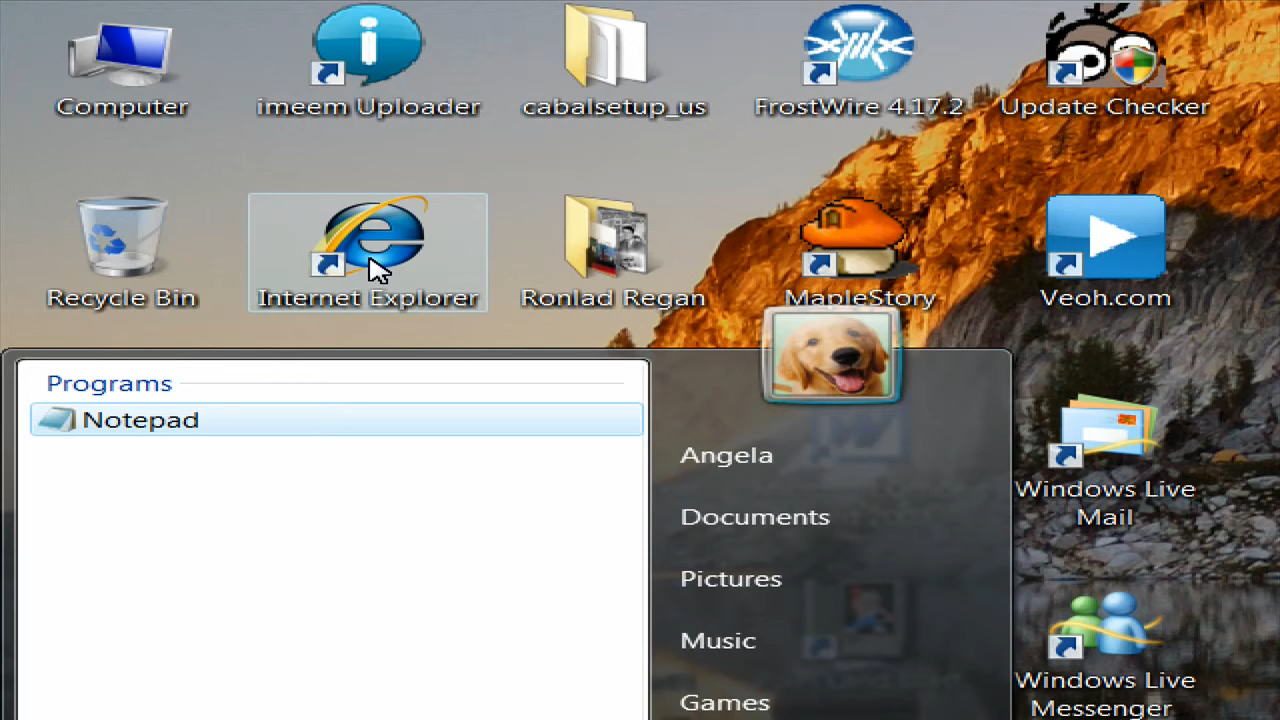 Computer
imeem Uploader
cabalsetup_us
FrostWire 4.17.2
Update Checker
Recycle Bin
Internet Explorer
Ronlad Regan
MapleStory
Veoh.com
Programs
Notepad
Angela
Documents
Pictures
Music
Games
Windows Live
Mail
Windows Live
Messenger